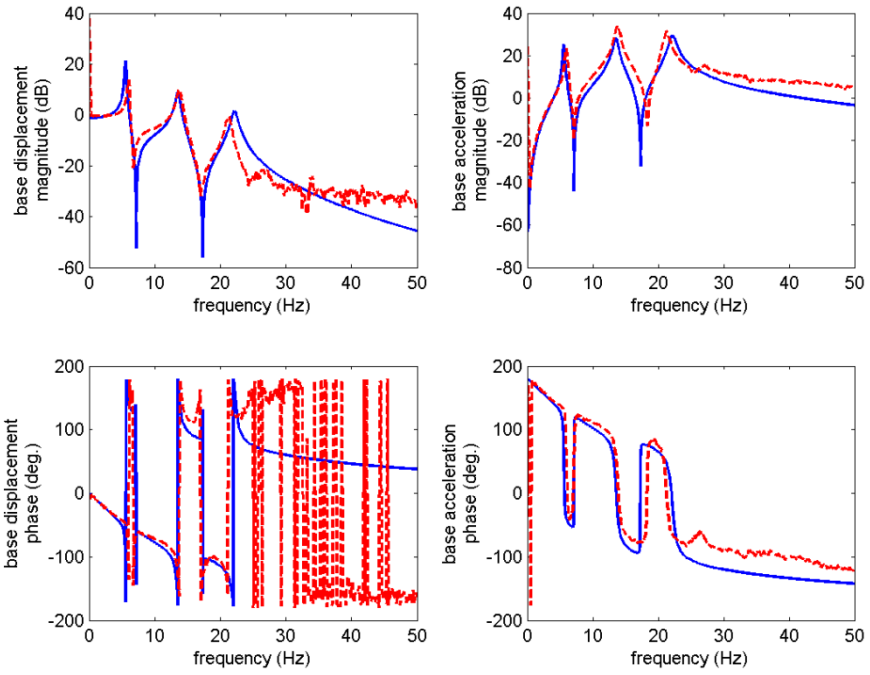 base displacement
magnitude (dB)
40
20
0
-20
-40
-60
0 10 20 30 40 50
frequency (Hz)
base acceleration
magnitude (dB)
40
20
0
-20
-40
-60
-80
0 10 20 30 40 50
frequency (Hz)
base displacement
phase (deg.)
200
100
0
-100
-200
0 10 20 30 40 50
frequency (Hz)
base acceleration
phase (deg.)
200
100
0
-100
-200
0 10 20 30 40 50
frequency (Hz)